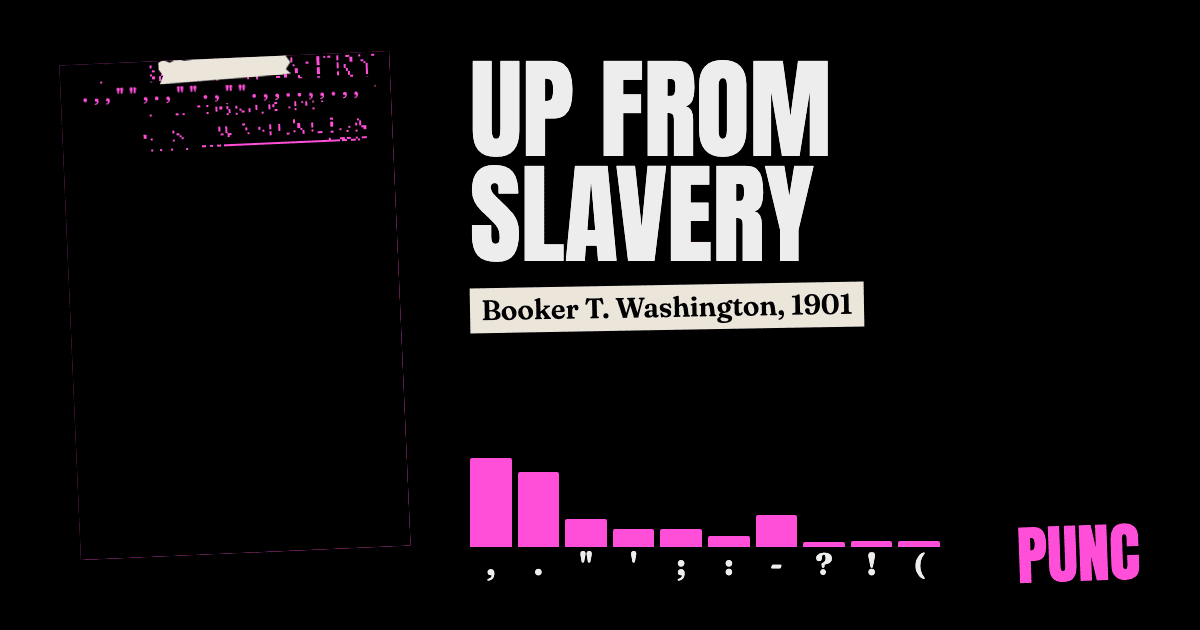 . , , " " , . . , " " . , , " " . , , . . , , . , ,
UP FROM
SLAVERY
Booker T. Washington, 1901
, . " ' ; : - ? ! (
PUNC